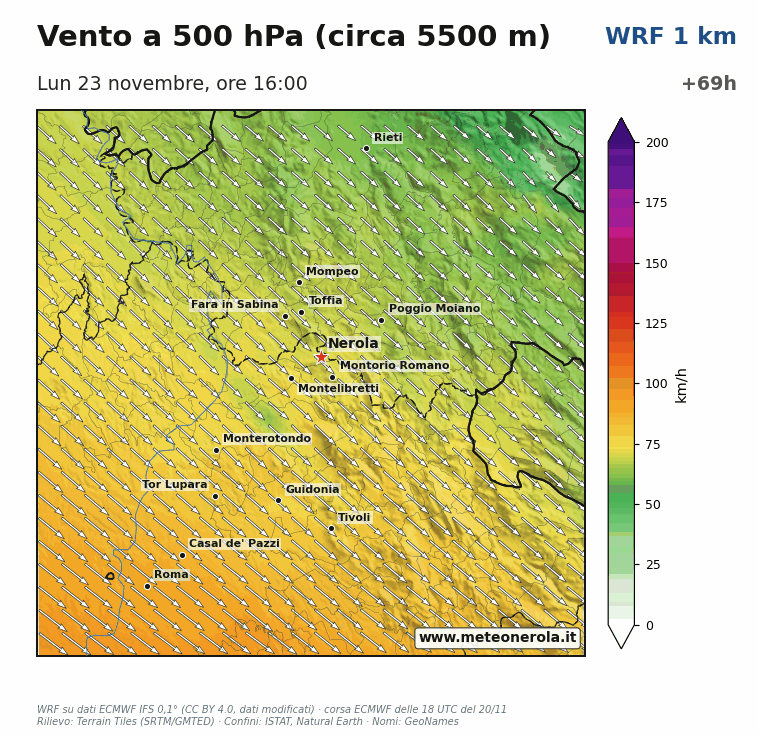 Vento a 500 hPa (circa 5500 m)
WRF 1 km
Lun 23 novembre, ore 16:00
+69h
Rieti
Mompeo
Fara in Sabina
Toffia
Poggio Moiano
Nerola
Montorio Romano
Montelibretti
Monterotondo
Tor Lupara
Guidonia
Tivoli
Casal de' Pazzi
Roma
www.meteonerola.it
200
175
150
125
100
75
50
25
0
km/h
WRF su dati ECMWF IFS 0,1° (CC BY 4.0, dati modificati) · corsa ECMWF delle 18 UTC del 20/11
Rilievo: Terrain Tiles (SRTM/GMTED) · Confini: ISTAT, Natural Earth · Nomi: GeoNames